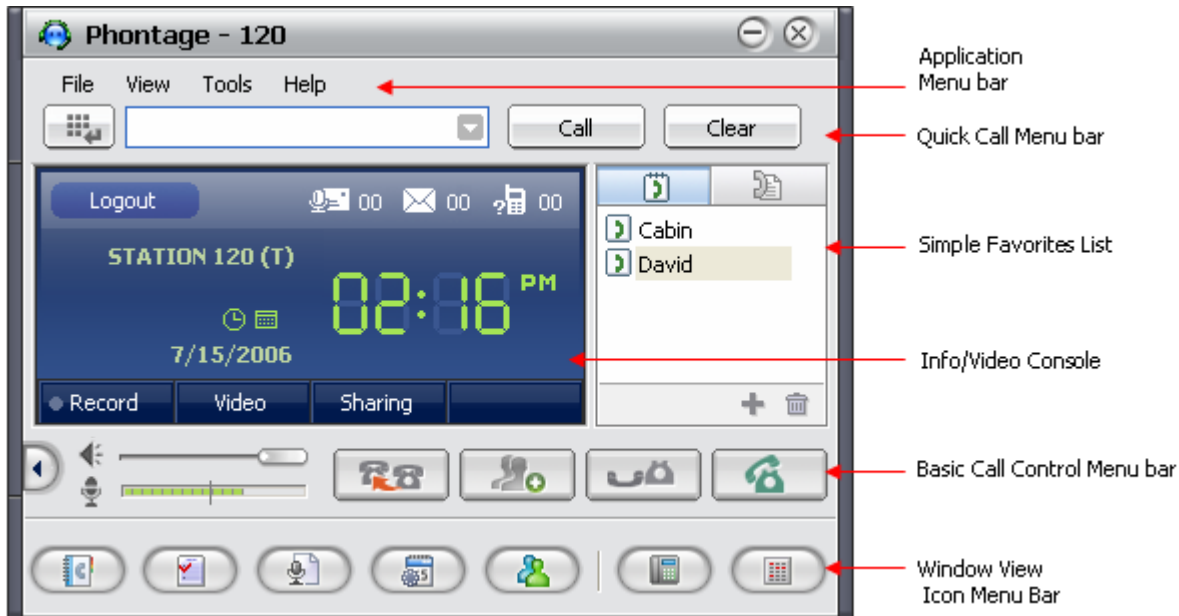 Phontage - 120
Application
Menu bar
File View Tools Help
Call Clear
Quick Call Menu bar
Logout 00 00 00
Cabin
Simple Favorites List
STATION 120 (T)
David
02:16 PM
7/15/2006
Info/Video Console
Record Video Sharing
Basic Call Control Menu bar
Window View
Icon Menu Bar